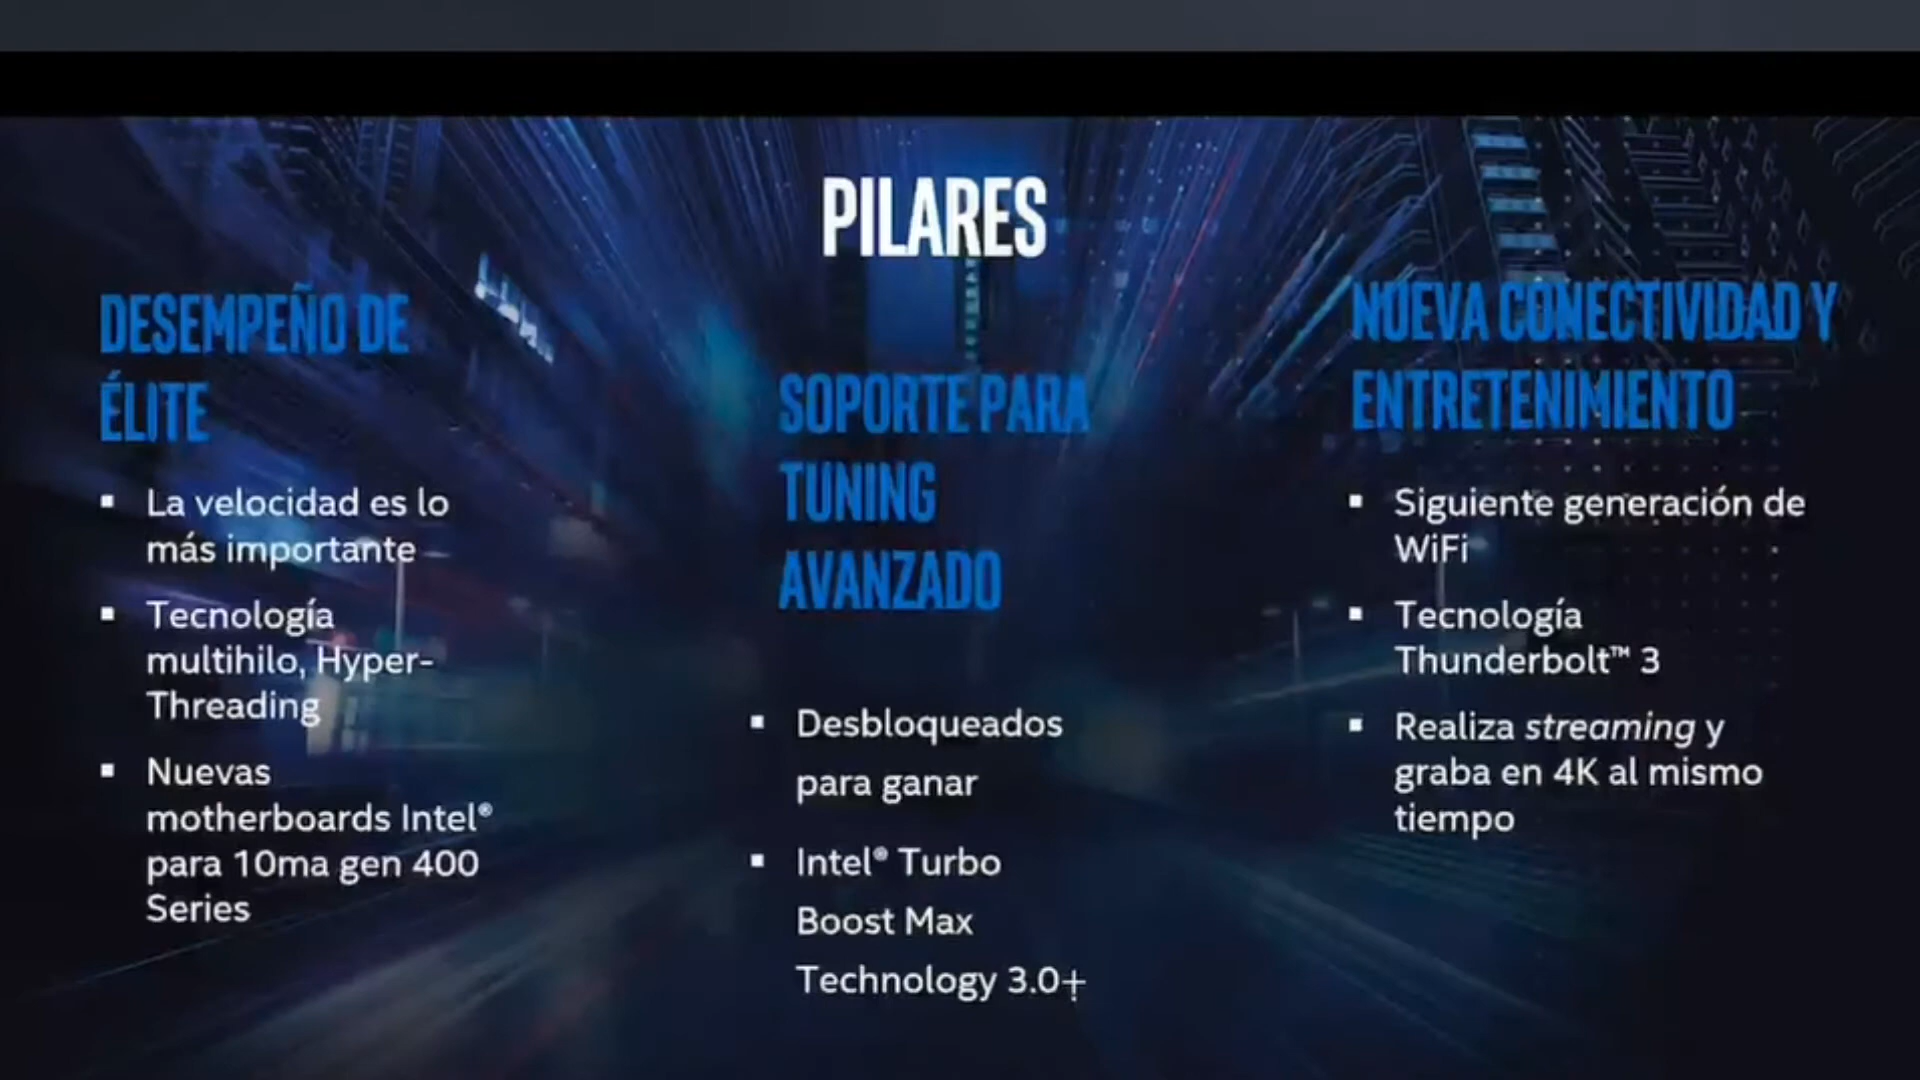 PILARES
DESEMPEÑO DE
ÉLITE
▪ La velocidad es lo
más importante
▪ Tecnología
multihilo, Hyper-
Threading
▪ Nuevas
motherboards Intel®
para 10ma gen 400
Series
SOPORTE PARA
TUNING
AVANZADO
▪ Desbloqueados
para ganar
▪ Intel® Turbo
Boost Max
Technology 3.0+
NUEVA CONECTIVIDAD Y
ENTRETENIMIENTO
▪ Siguiente generación de
WiFi
▪ Tecnología
Thunderbolt™ 3
▪ Realiza streaming y
graba en 4K al mismo
tiempo